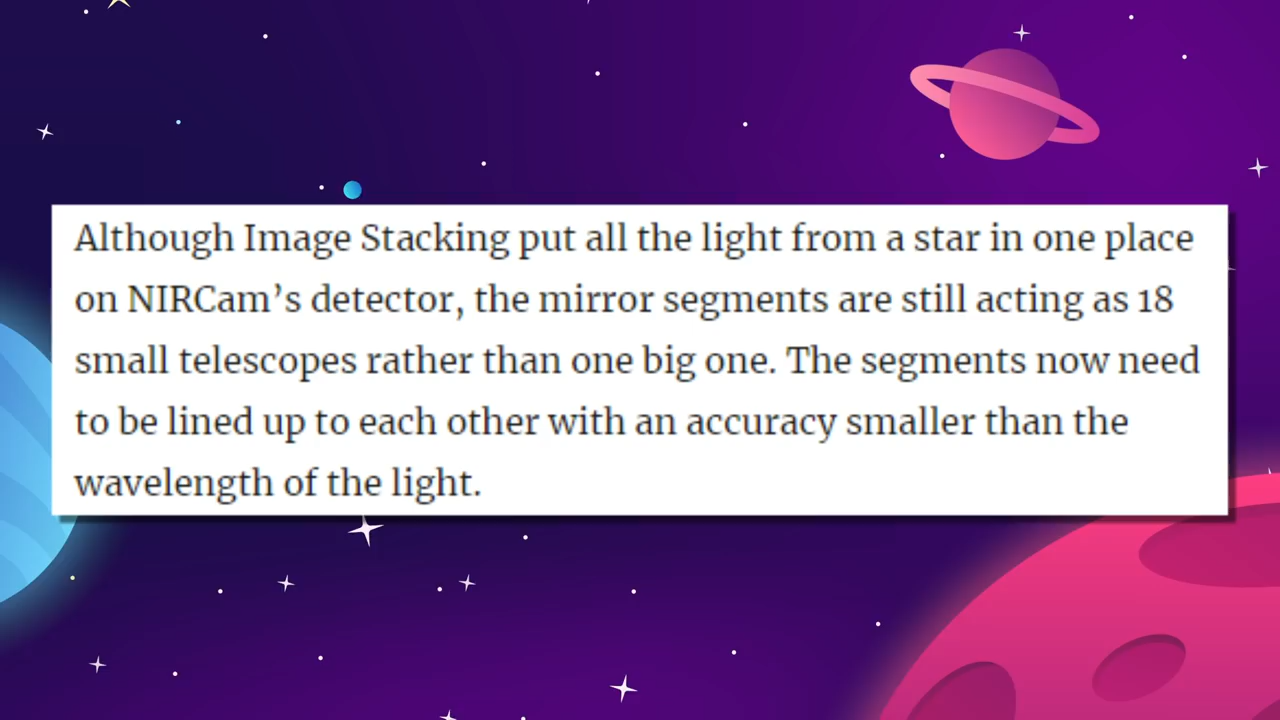 Although Image Stacking put all the light from a star in one place
on NIRCam’s detector, the mirror segments are still acting as 18
small telescopes rather than one big one. The segments now need
to be lined up to each other with an accuracy smaller than the
wavelength of the light.